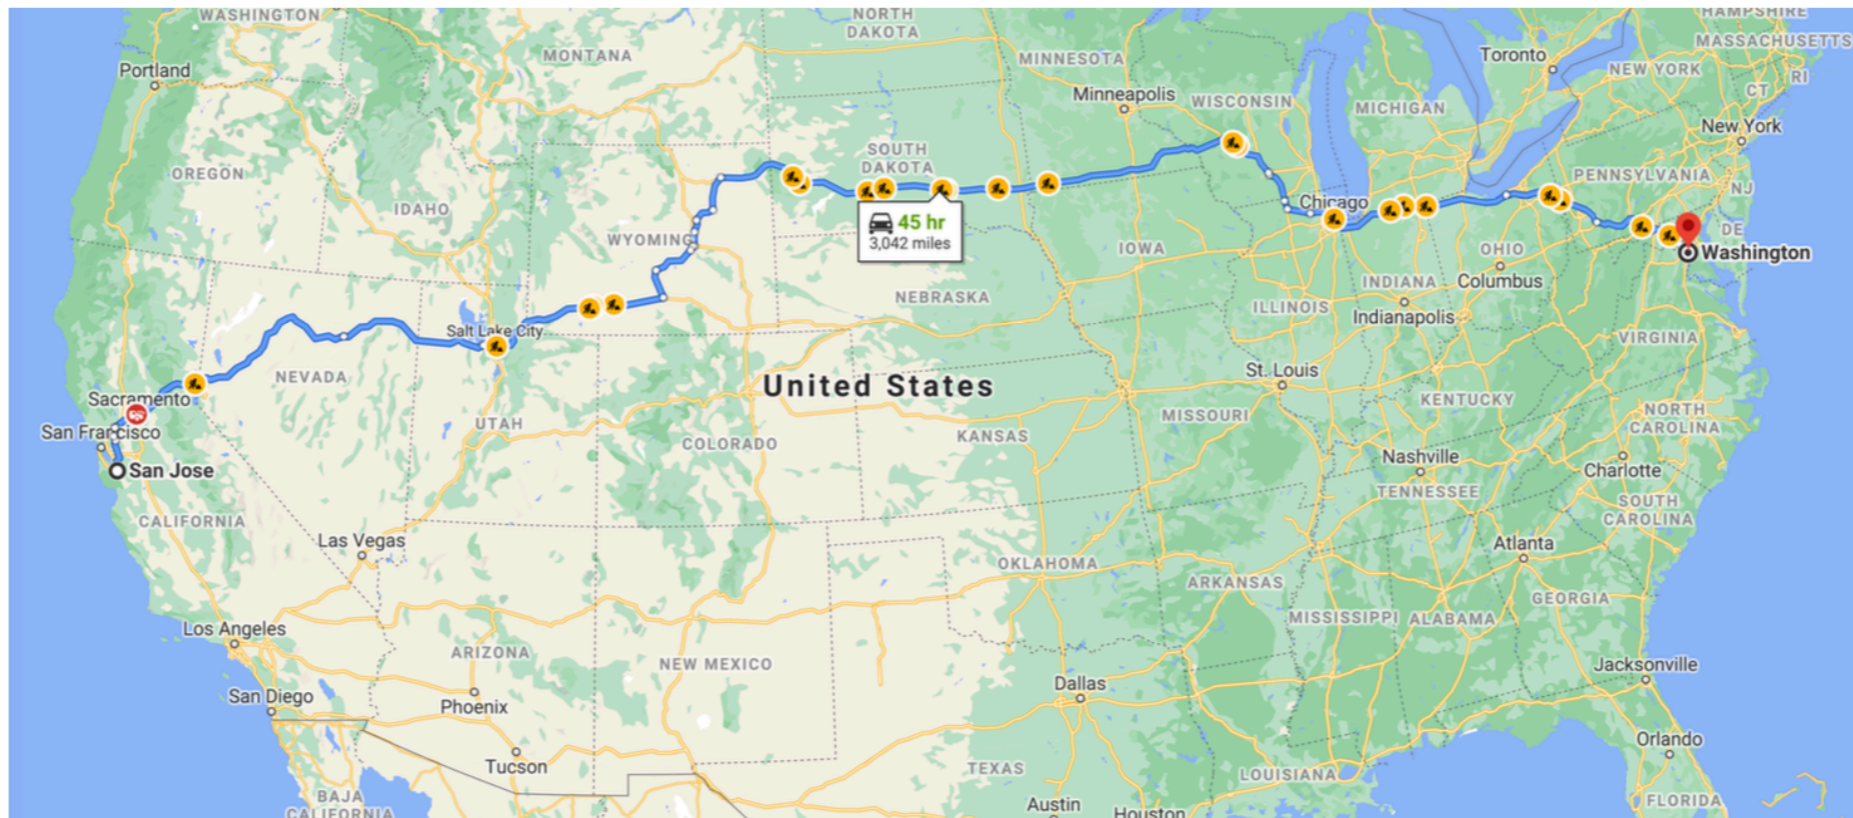 WASHINGTON
NORTH
DAKOTA
HAMPSHIRE
MONTANA
MINNESOTA
Toronto
MASSACHUSETTS
Portland
NEW YORK
RI
CT
Minneapolis
WISCONSIN
MICHIGAN
New York
SOUTH
DAKOTA
OREGON
PENNSYLVANIA
NJ
IDAHO
Chicago
45 hr
3,042 miles
WYOMING
IOWA
OHIO
DE
Washington
Columbus
INDIANA
NEBRASKA
ILLINOIS
Indianapolis
Salt Lake City
VIRGINIA
NEVADA
United States
St. Louis
Sacramento
KENTUCKY
MISSOURI
NORTH
CAROLINA
San Francisco
UTAH
COLORADO
KANSAS
San Jose
Nashville
Charlotte
TENNESSEE
SOUTH
CAROLINA
CALIFORNIA
Las Vegas
Atlanta
OKLAHOMA
ARKANSAS
GEORGIA
MISSISSIPPI
ALABAMA
Los Angeles
ARIZONA
NEW MEXICO
Jacksonville
San Diego
Phoenix
Dallas
Orlando
Tucson
TEXAS
LOUISIANA
BAJA
CALIFORNIA
Austin
Houston
FLORIDA